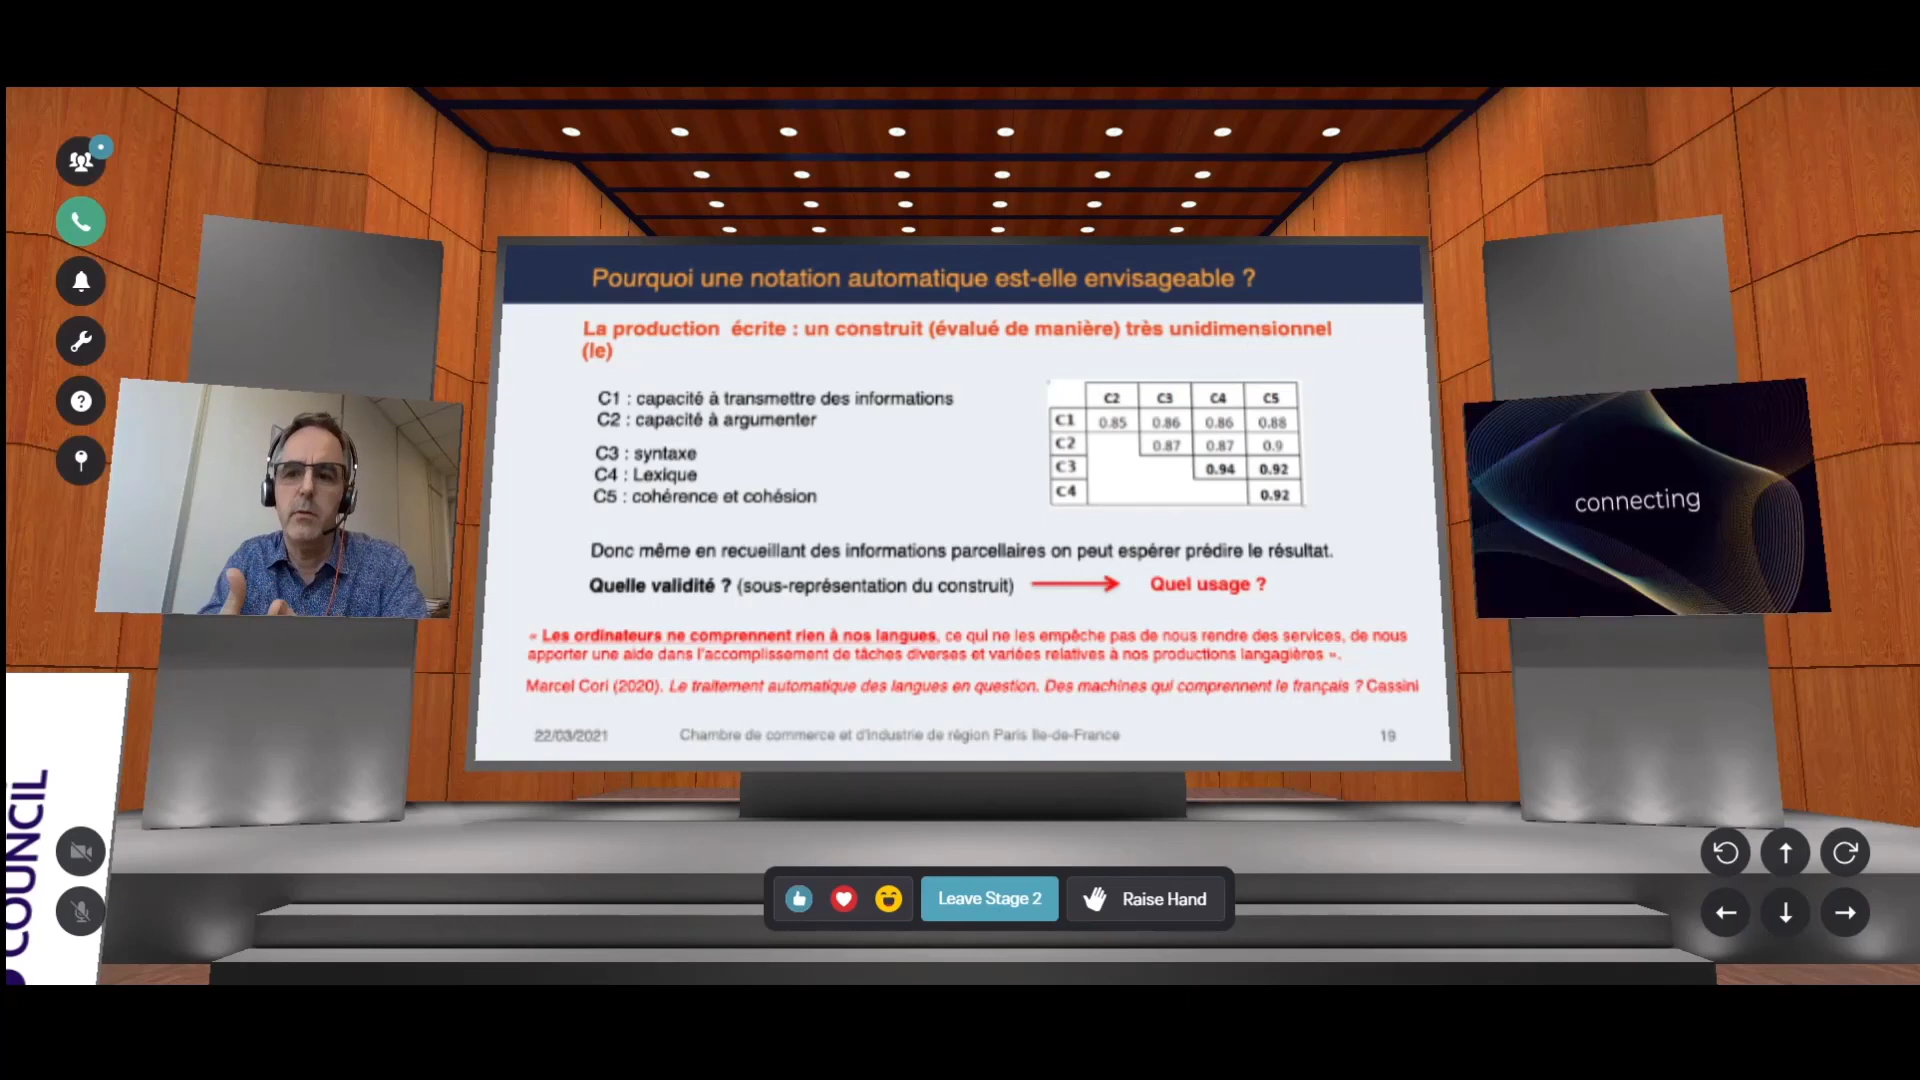 Pourquoi une notation automatique est-elle envisageable ?
La production écrite : un construit (évalué de manière) très unidimensionnel
(le)
C1 : capacité à transmettre des informations
C2 : capacité à argumenter
C3 : syntaxe
C4 : Lexique
C5 : cohérence et cohésion
C2 C3 C4 C5
C1 0.85 0.86 0.86 0.88
C2 0.87 0.87 0.9
C3 0.94 0.92
C4 0.92
Donc même en recueillant des informations parcellaires on peut espérer prédire le résultat.
Quelle validité ? (sous-représentation du construit) Quel usage ?
« Les ordinateurs ne comprennent rien à nos langues, ce qui ne les empêche pas de nous rendre des services, de nous
apporter une aide dans l'accomplissement de tâches diverses et variées relatives à nos productions langagières ».
Marcel Cori (2020). Le traitement automatique des langues en question. Des machines qui comprennent le français ? Cassini
22/03/2021 Chambre de commerce et d'industrie de région Paris Ile-de-France 19
connecting
COUNCIL
Leave Stage 2
Raise Hand